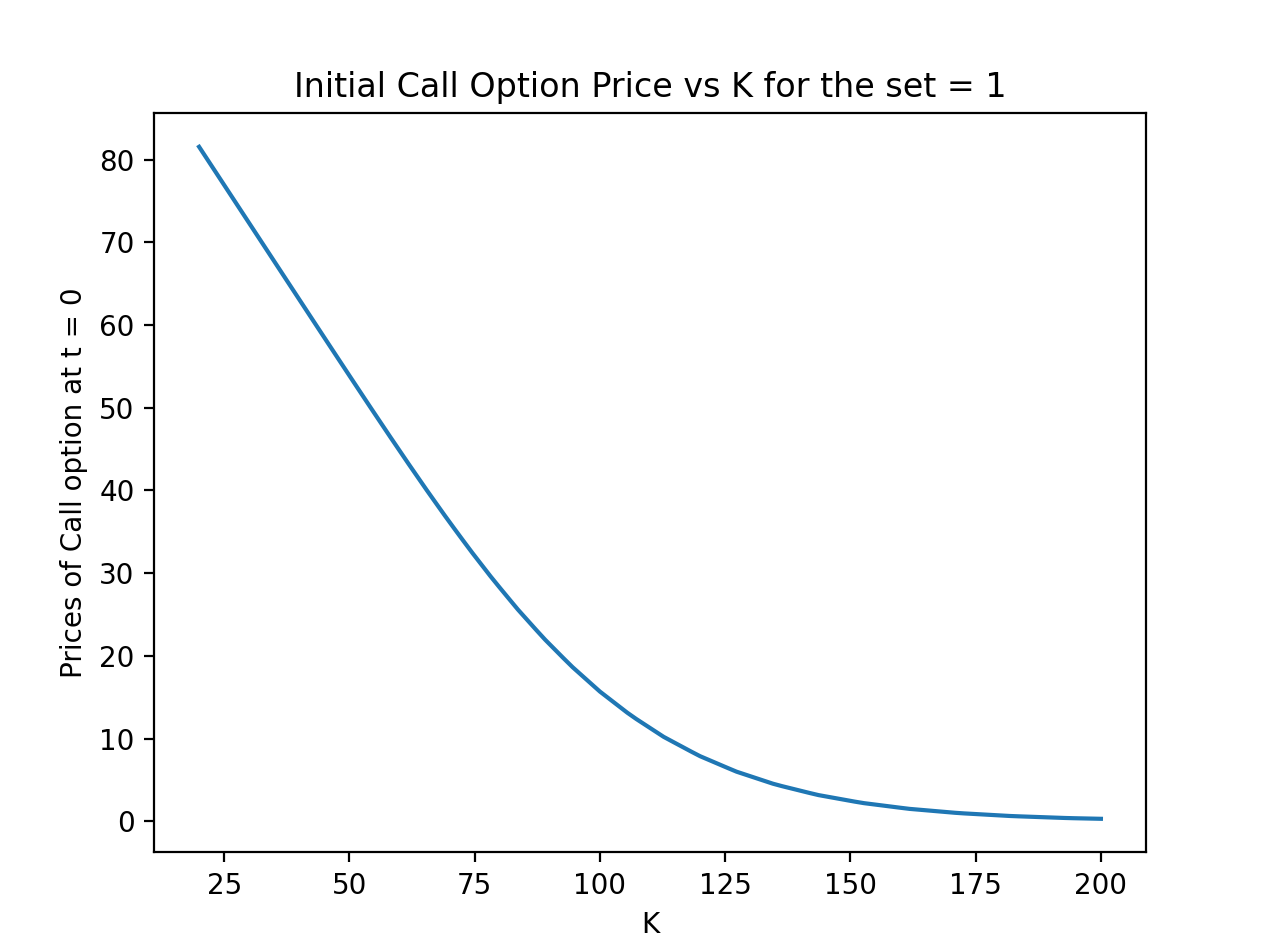 Initial Call Option Price vs K for the set = 1
Prices of Call option at t = 0
80
70
60
50
40
30
20
10
0
25 50 75 100 125 150 175 200
K